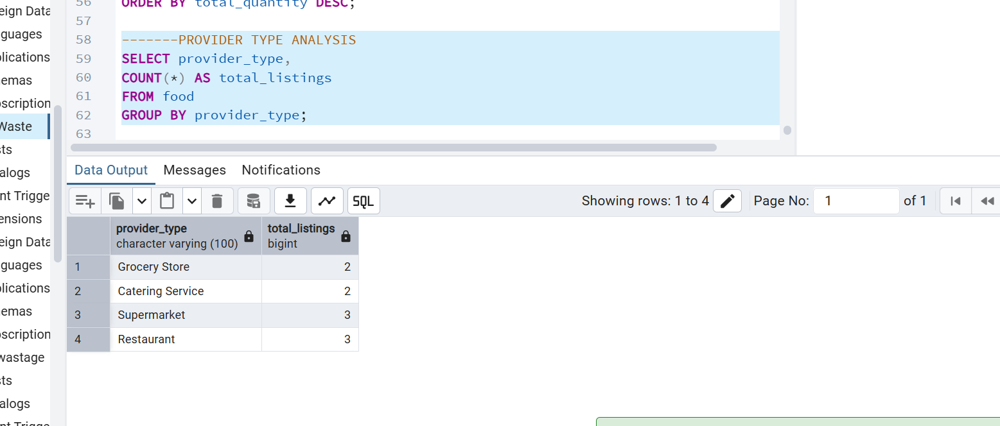 eign Data
guages
olications
emas
oscription
Waste
sts
alogs
nt Trigge
ensions
eign Data
guages
olications
emas
oscription
wastage
sts
alogs
nt Trigge
56 ORDER BY total_quantity DESC;
57
58 -------PROVIDER TYPE ANALYSIS
59 SELECT provider_type,
60 COUNT(*) AS total_listings
61 FROM food
62 GROUP BY provider_type;
63
Data Output Messages Notifications
SQL Showing rows: 1 to 4 Page No: 1 of 1
provider_type total_listings
character varying (100) bigint
1 Grocery Store 2
2 Catering Service 2
3 Supermarket 3
4 Restaurant 3